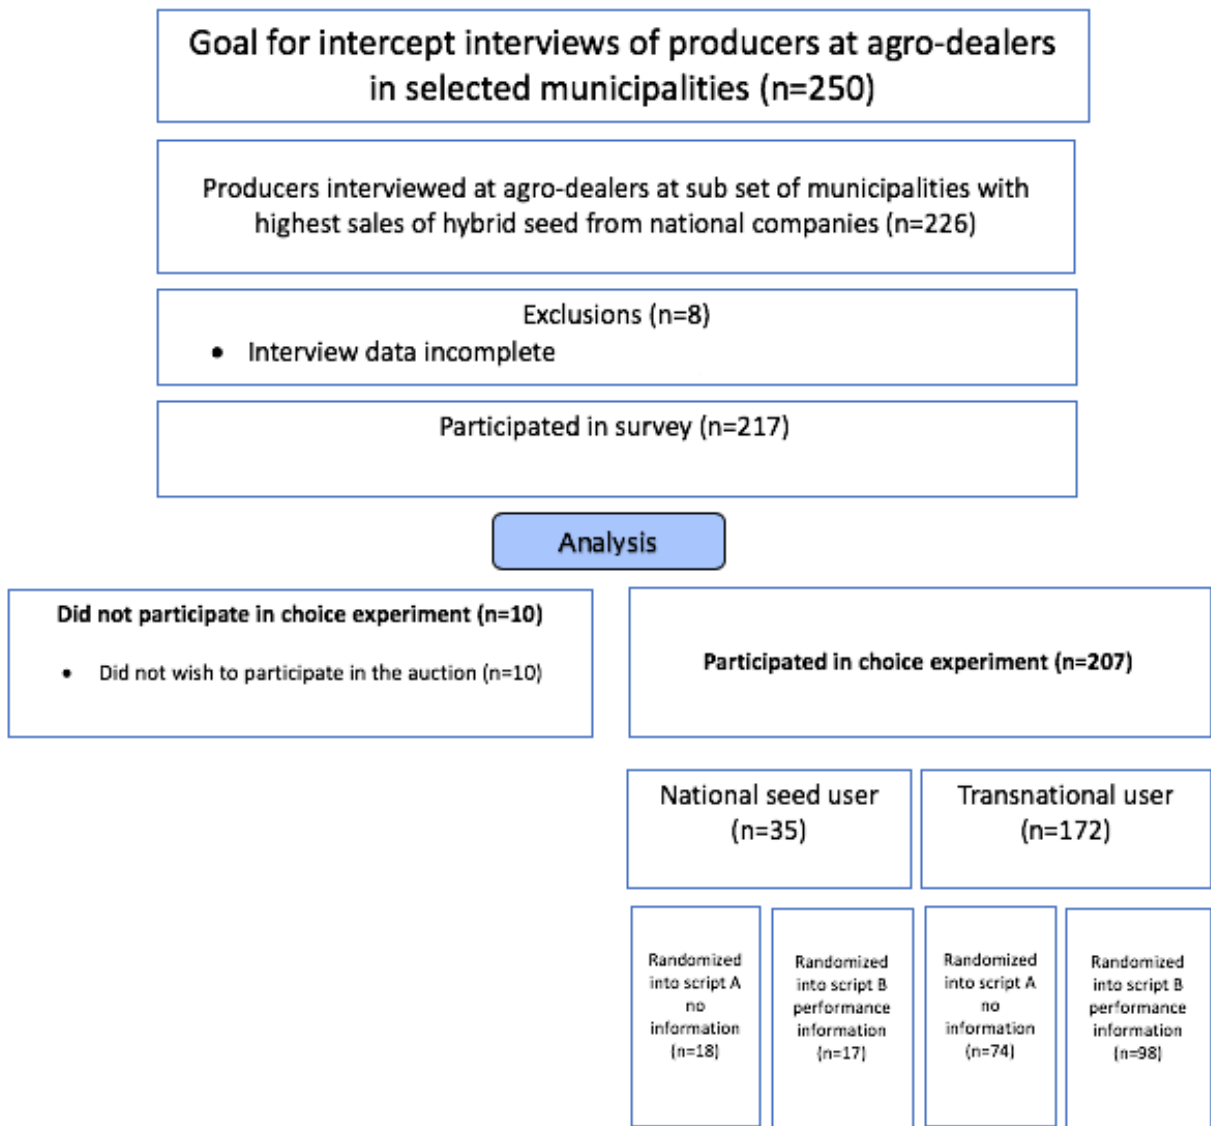 Goal for intercept interviews of producers at agro-dealers
in selected municipalities (n=250)
Producers interviewed at agro-dealers at sub set of municipalities with
highest sales of hybrid seed from national companies (n=226)
Exclusions (n=8)
• Interview data incomplete
Participated in survey (n=217)
Analysis
Did not participate in choice experiment (n=10)
• Did not wish to participate in the auction (n=10)
Participated in choice experiment (n=207)
National seed user
(n=35)
Transnational user
(n=172)
Randomized
into script A
no
information
(n=18)
Randomized
into script B
performance
information
(n=17)
Randomized
into script A
no
information
(n=74)
Randomized
into script B
performance
information
(n=98)